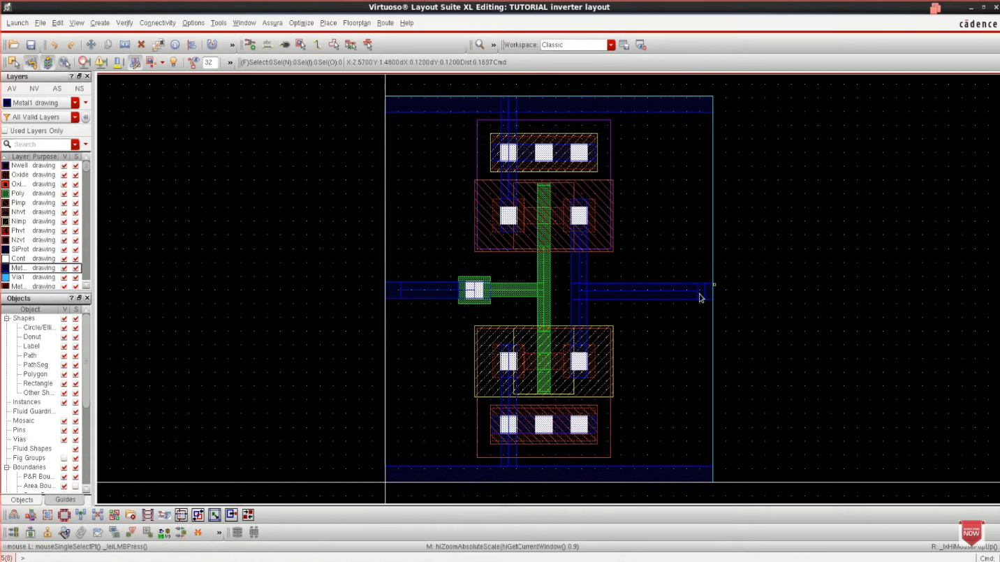 Virtuoso® Layout Suite XL Editing: TUTORIAL inverter layout
Launch File Edit View Create Verify Connectivity Options Tools Window Assura Optimize Place Floorplan Route Help
cādence
abc
Workspace: Classic
32 (F)Select:0 Sel(N):0 Sel(I):0 Sel(O):0 X:2.5700 Y:1.4800 dX:0.1200 dY:0.1200 Dist:0.1697 Cmd:
Layers
AV NV AS NS
Metal1 drawing
All Valid Layers
Used Layers Only
Search
Layer Purpose V S
Nwell drawing
Oxide drawing
Oxi... drawing
Poly drawing
Pimp drawing
Nhvt drawing
Nimp drawing
Phvt drawing
Nzvt drawing
SiProt drawing
Cont drawing
Met... drawing
Via1 drawing
Met... drawing
Objects
Object V S
Shapes
Circle/Elli...
Donut
Label
Path
PathSeg
Polygon
Rectangle
Other Sh...
Instances
Fluid Guardri...
Mosaic
Pins
Vias
Fluid Shapes
Fig Groups
Boundaries
P&R Bou...
Area Bou...
Objects Guides
mouse L: mouseSingleSelectPt() _leiLMBPress() M: hiZoomAbsoluteScale(hiGetCurrentWindow() 0.9) R: _lxHiMousePopUp()
5(8) > Cmd:
SUBSCRIBE
NOW